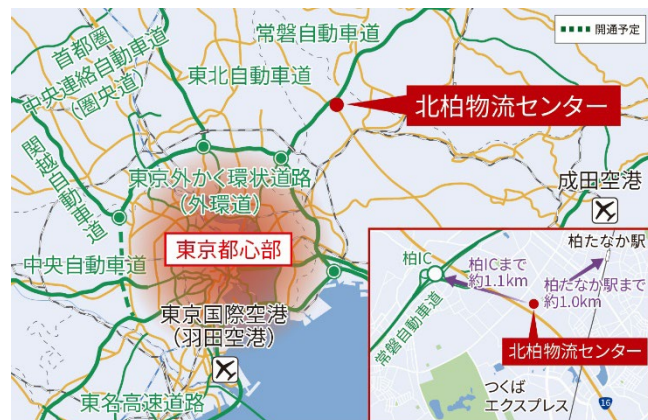 常磐自動車道
開通予定
首都圏
中央連絡自動車道
(圏央道)
東北自動車道
北柏物流センター
関越自動車道
東京外かく環状道路
(外環道)
成田空港
東京都心部
中央自動車道
東京国際空港
(羽田空港)
東名高速道路
柏たなか駅
柏IC
柏ICまで
約1.1km
柏たなか駅まで
約1.0km
常磐自動車道
北柏物流センター
つくば
エクスプレス
16